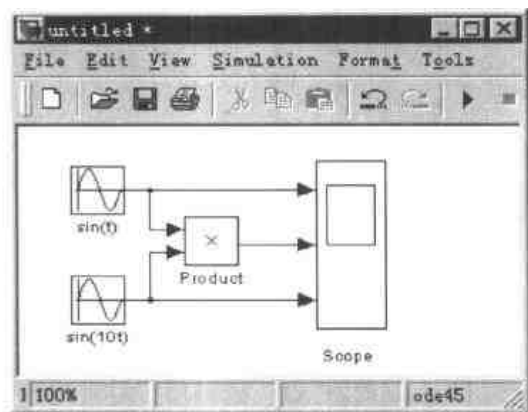 untitled *
File Edit View Simulation Format Tools
sin(t)
×
Product
sin(10t)
Scope
100%
ode45